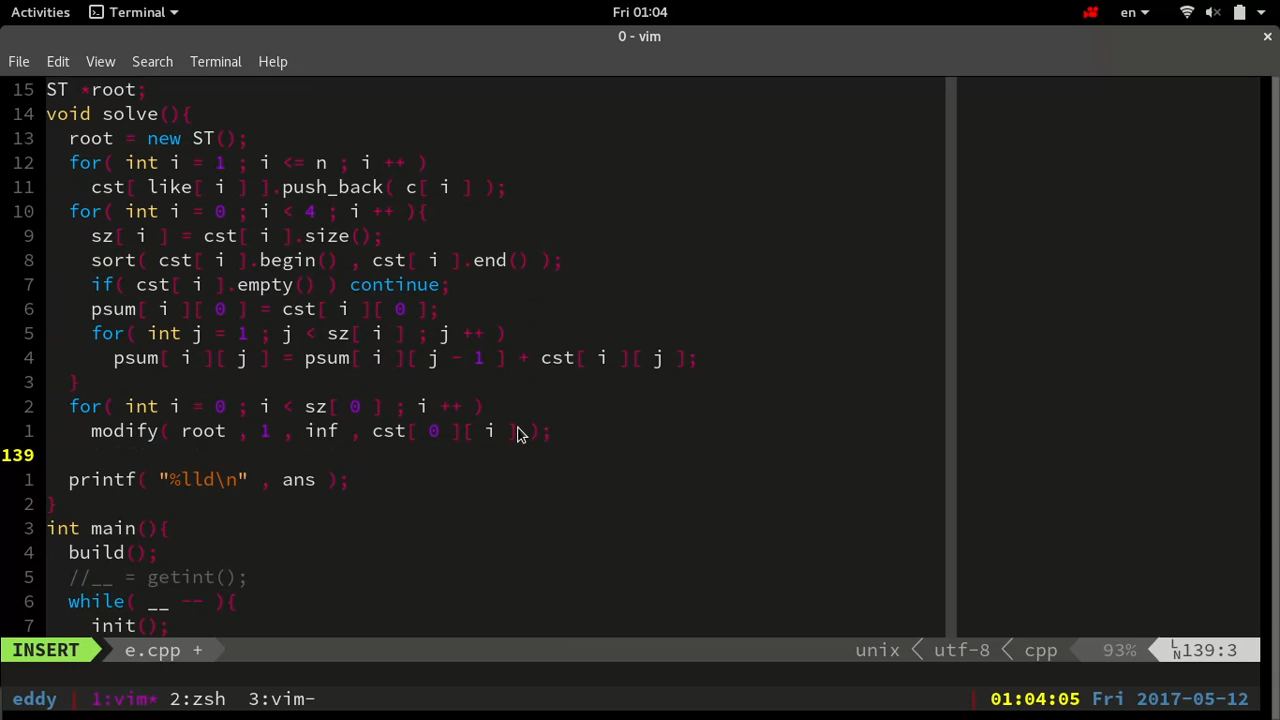 Activities Terminal Fri 01:04 en
0 - vim ×
File Edit View Search Terminal Help
15 ST *root;
14 void solve(){
13 root = new ST();
12 for( int i = 1 ; i <= n ; i ++ )
11 cst[ like[ i ] ].push_back( c[ i ] );
10 for( int i = 0 ; i < 4 ; i ++ ){
9 sz[ i ] = cst[ i ].size();
8 sort( cst[ i ].begin() , cst[ i ].end() );
7 if( cst[ i ].empty() ) continue;
6 psum[ i ][ 0 ] = cst[ i ][ 0 ];
5 for( int j = 1 ; j < sz[ i ] ; j ++ )
4 psum[ i ][ j ] = psum[ i ][ j - 1 ] + cst[ i ][ j ];
3 }
2 for( int i = 0 ; i < sz[ 0 ] ; i ++ )
1 modify( root , 1 , inf , cst[ 0 ][ i ] );
139
1 printf( "%lld\n" , ans );
2 }
3 int main(){
4 build();
5 //__ = getint();
6 while( __ -- ){
7 init();
INSERT e.cpp + unix utf-8 cpp 93% LN 139:3
eddy 1:vim* 2:zsh 3:vim- 01:04:05 Fri 2017-05-12